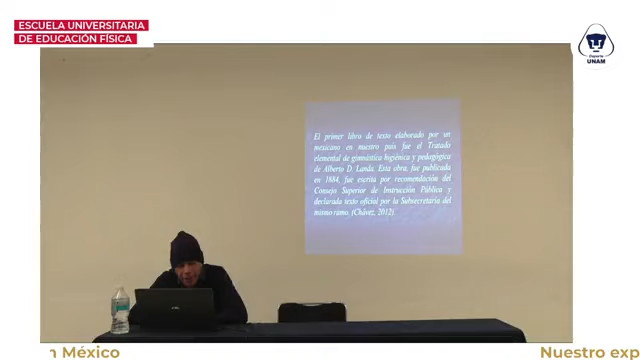 ESCUELA UNIVERSITARIA
DE EDUCACIÓN FÍSICA
Deporte
UNAM
El primer libro de texto elaborado por un
mexicano en nuestro país fue el Tratado
elemental de gimnástica higiénica y pedagógica
de Alberto D. Landa. Esta obra, fue publicada
en 1884, fue escrita por recomendación del
Consejo Superior de Instrucción Pública y
declarada texto oficial por la Subsecretaría del
mismo ramo. (Chávez, 2012).
n México
Nuestro exp